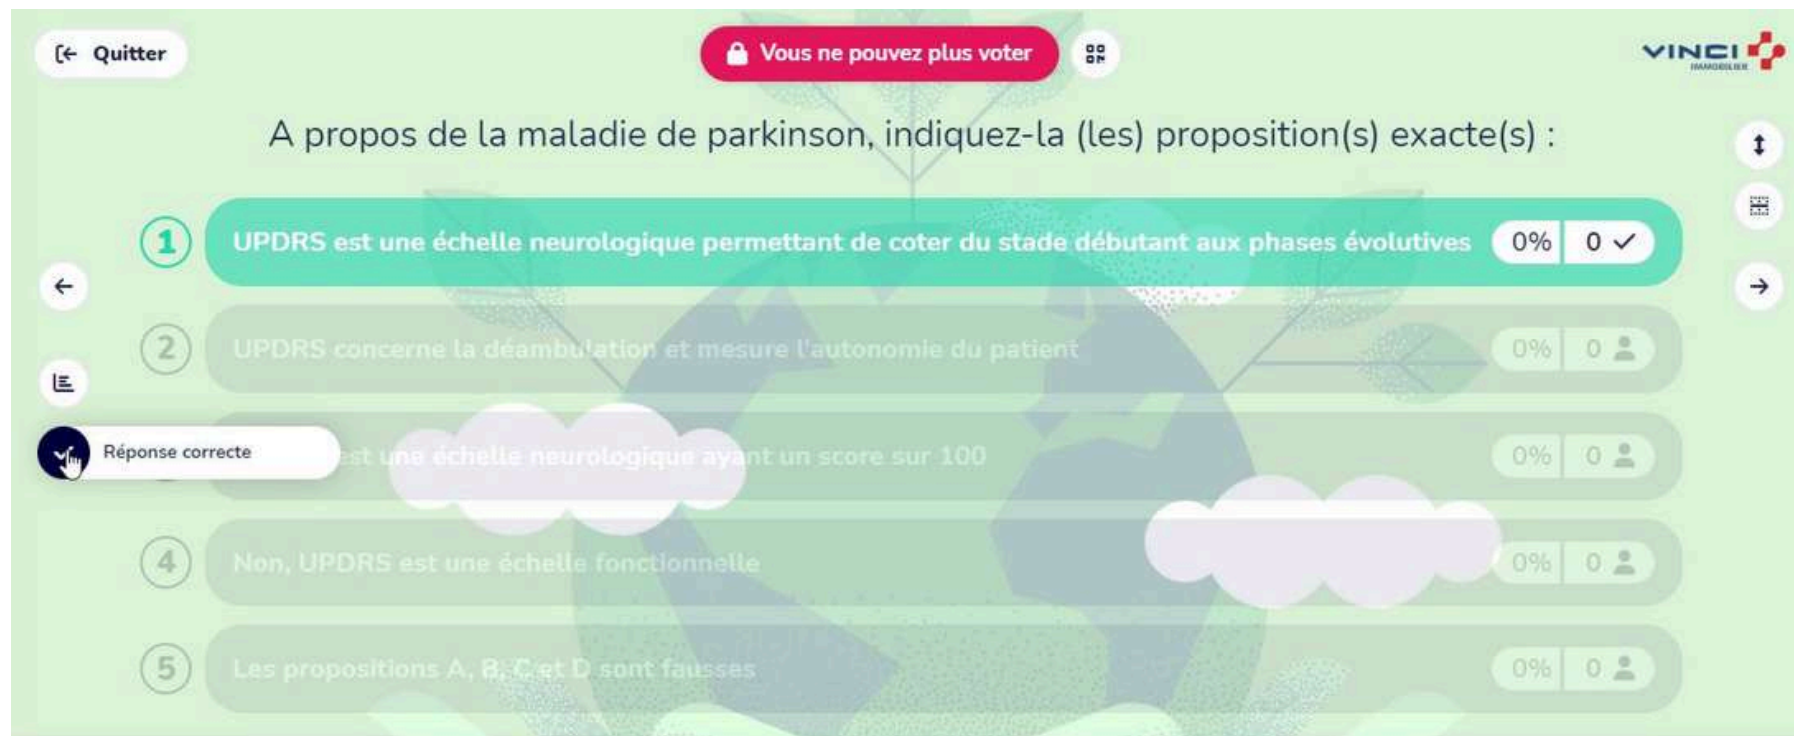 Quitter
Vous ne pouvez plus voter
VINCI
IMMOBILIER
A propos de la maladie de parkinson, indiquez-la (les) proposition(s) exacte(s) :
1 UPDRS est une échelle neurologique permettant de coter du stade débutant aux phases évolutives 0% 0
2 UPDRS concerne la déambulation et mesure l'autonomie du patient 0% 0
Réponse correcte
est une échelle neurologique ayant un score sur 100 0% 0
4 Non, UPDRS est une échelle fonctionnelle 0% 0
5 Les propositions A, B, C et D sont fausses 0% 0